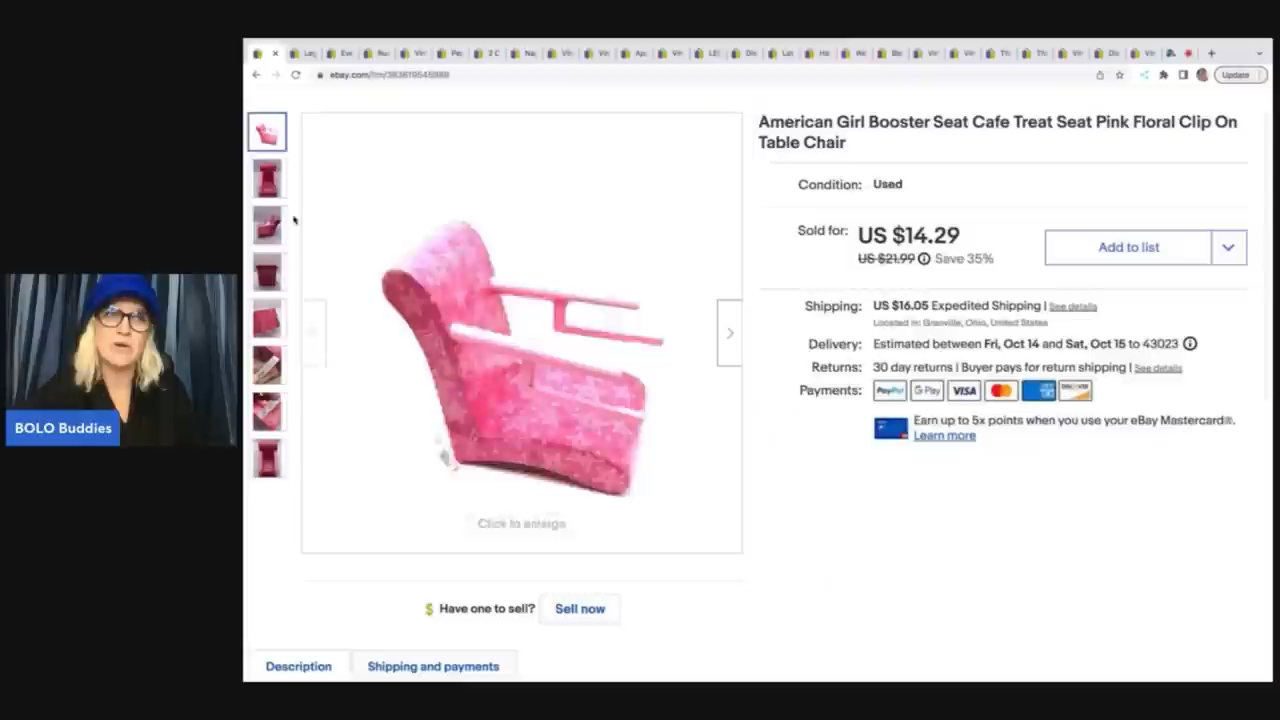 Update
American Girl Booster Seat Cafe Treat Seat Pink Floral Clip On
Table Chair
Condition: Used
Sold for: US $14.29
US $21.99 Save 35%
Add to list
Shipping: US $16.05 Expedited Shipping | See details
Located in: Granville, Ohio, United States
Delivery: Estimated between Fri, Oct 14 and Sat, Oct 15 to 43023
Returns: 30 day returns | Buyer pays for return shipping | See details
Payments: PayPal G Pay VISA
DISCOVER
Earn up to 5x points when you use your eBay Mastercard®.
Learn more
BOLO Buddies
Click to enlarge
$ Have one to sell? Sell now
Description Shipping and payments